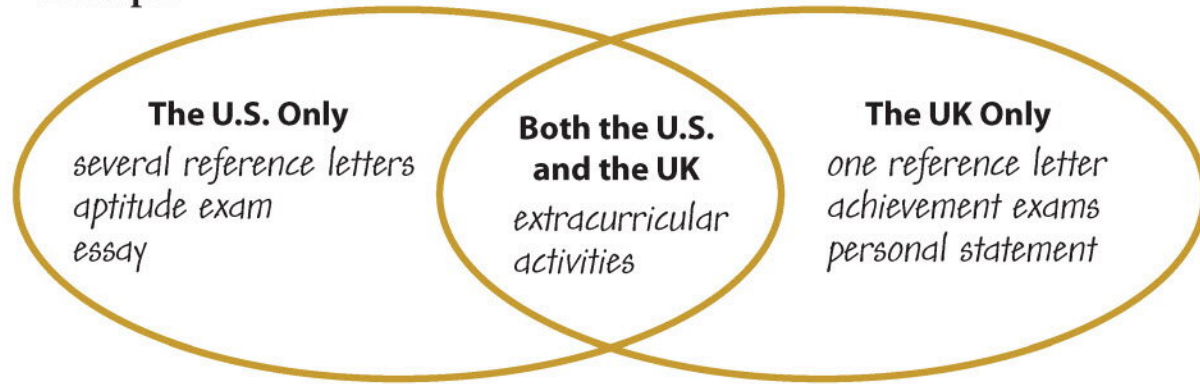 The U.S. Only
several reference letters
aptitude exam
essay
Both the U.S.
and the UK
extracurricular
activities
The UK Only
one reference letter
achievement exams
personal statement